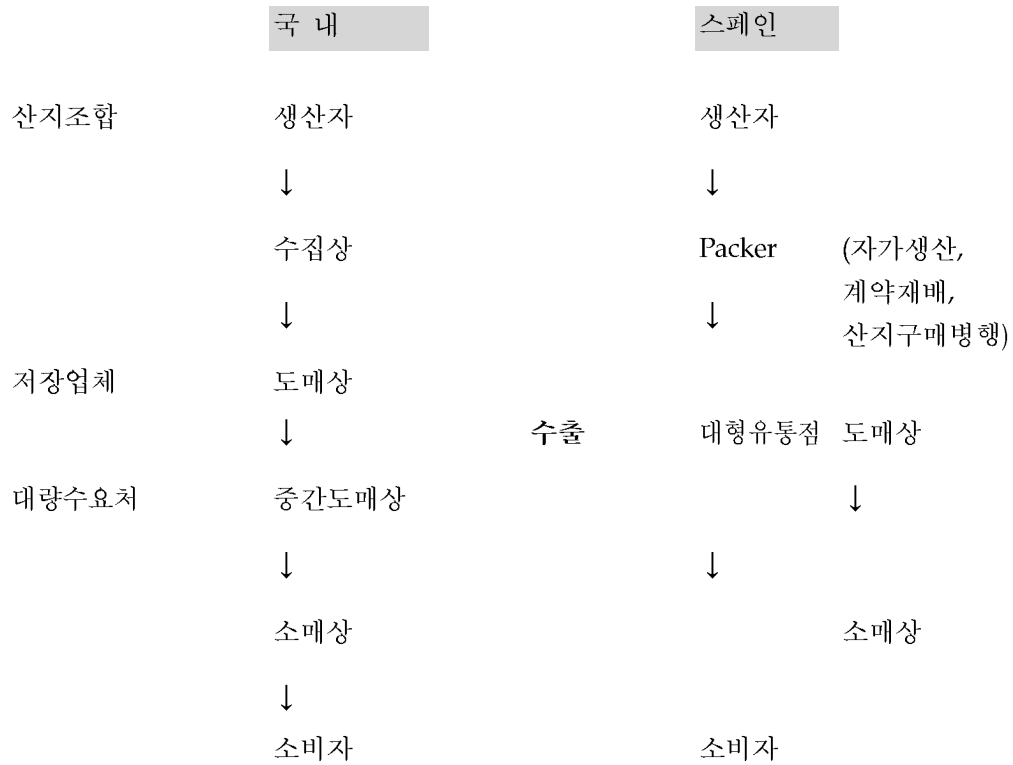 국 내 스페인
산지조합 생산자 생산자
↓ ↓
수집상 Packer (자가생산,
계약재배,
↓ ↓
산지구매병행)
저장업체 도매상
↓ 수출 대형유통점 도매상
대량수요처 중간도매상 ↓
↓ ↓
소매상 소매상
↓
소비자 소비자